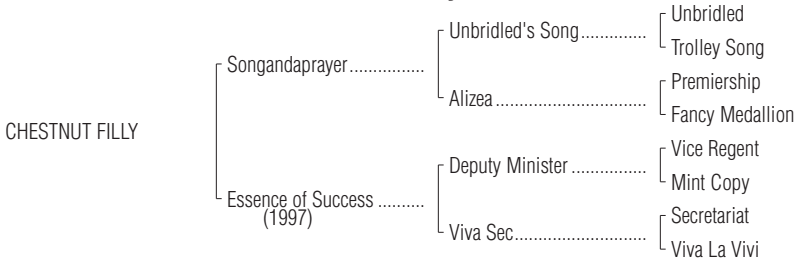 Unbridled
Unbridled's Song..............
Trolley Song
Songandaprayer................
Premiership
Alizea................................
Fancy Medallion
CHESTNUT FILLY
Vice Regent
Deputy Minister ................
Mint Copy
Essence of Success ..........
(1997)
Secretariat
Viva Sec............................
Viva La Vivi